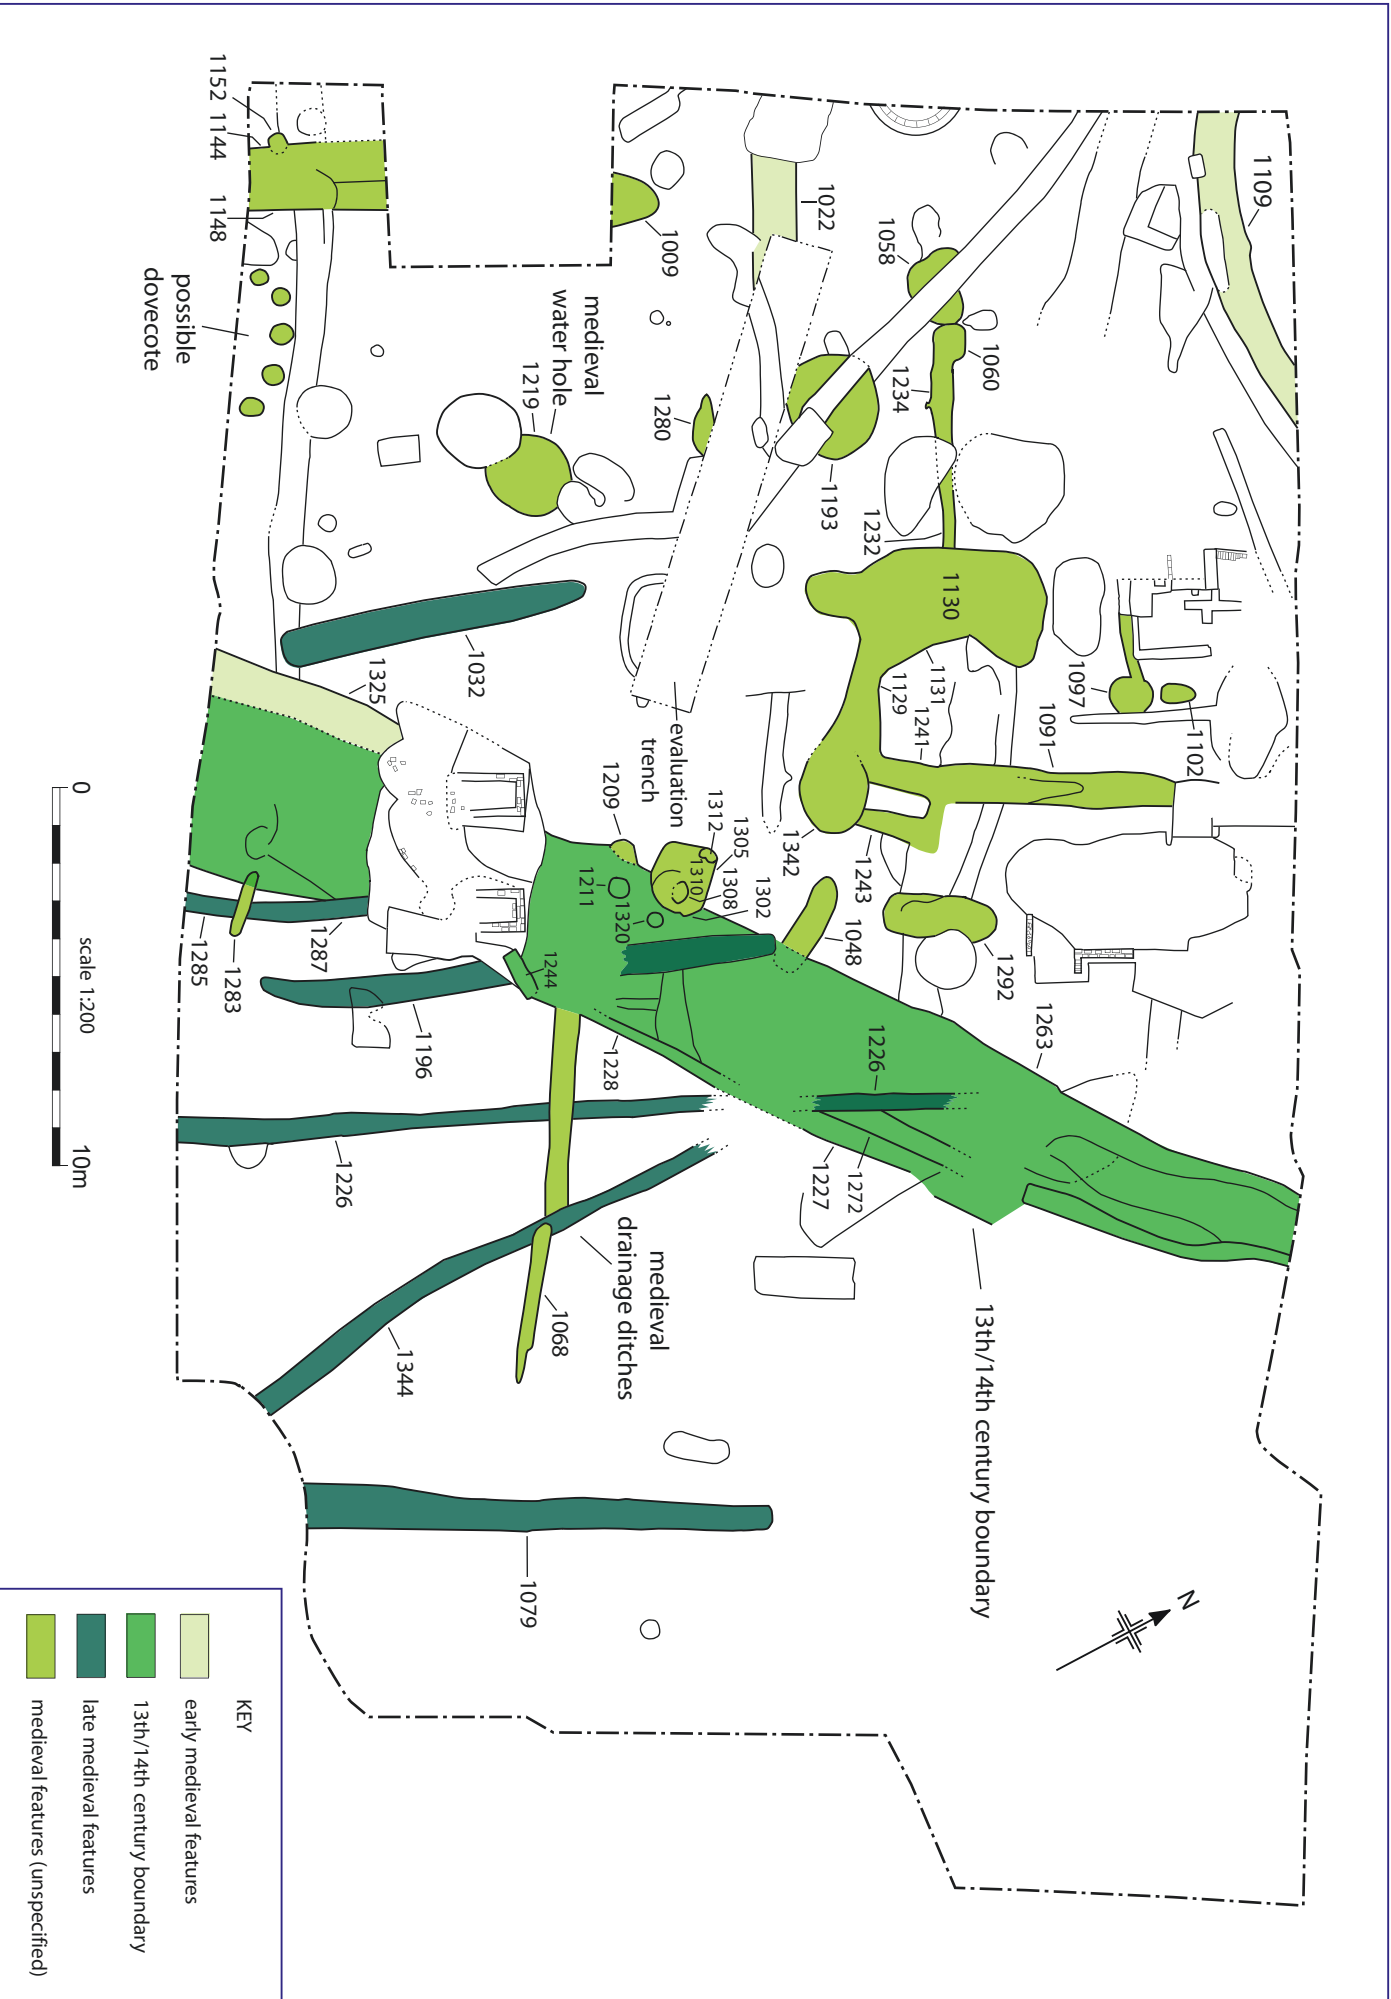 1109
N
1102
1097
1091
1263
1292
1060
13th/14th century boundary
1130
1131
1241
1129
1058
1234
1232
1243
1226
1048
1272
1022
1193
1342
1227
1302
1305
1308
1312
1310
evaluation
trench
1009
1280
medieval
drainage ditches
1320
1209
1228
1211
medieval
water hole
1219
1244
1068
1079
1032
1196
1344
1325
1226
1287
1283
1285
1152
1144
1148
possible
dovecote
0
10m
scale 1:200
KEY
early medieval features
13th/14th century boundary
late medieval features
medieval features (unspecified)